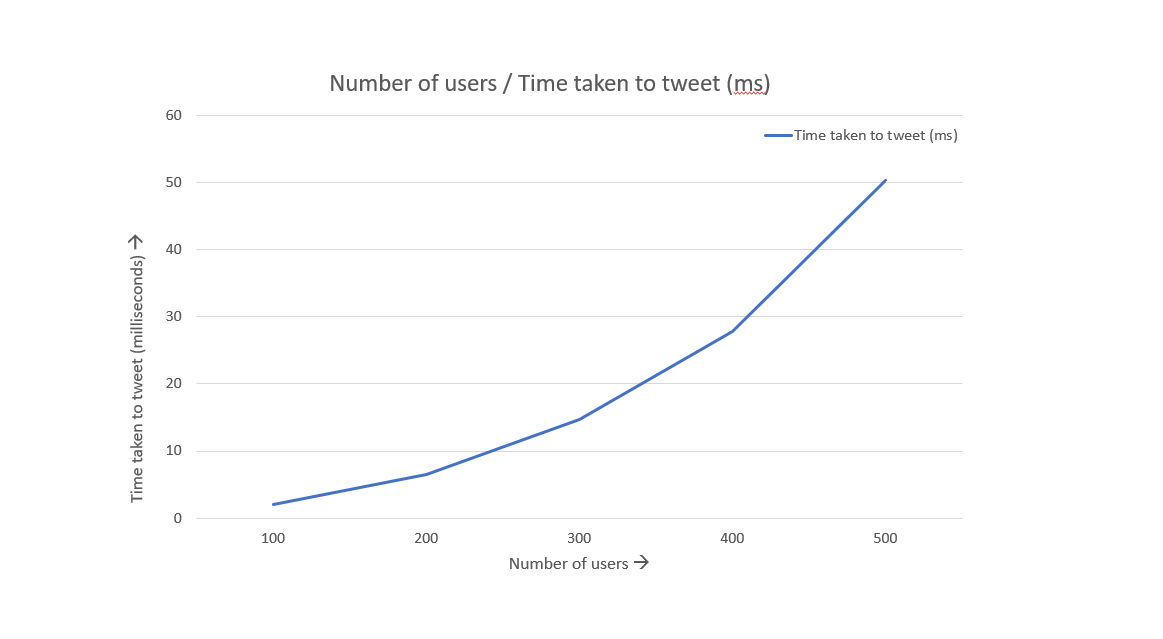 Number of users / Time taken to tweet (ms)
60
Time taken to tweet (ms)
50
40
30
20
10
0
Time taken to tweet (milliseconds) →
100 200 300 400 500
Number of users →